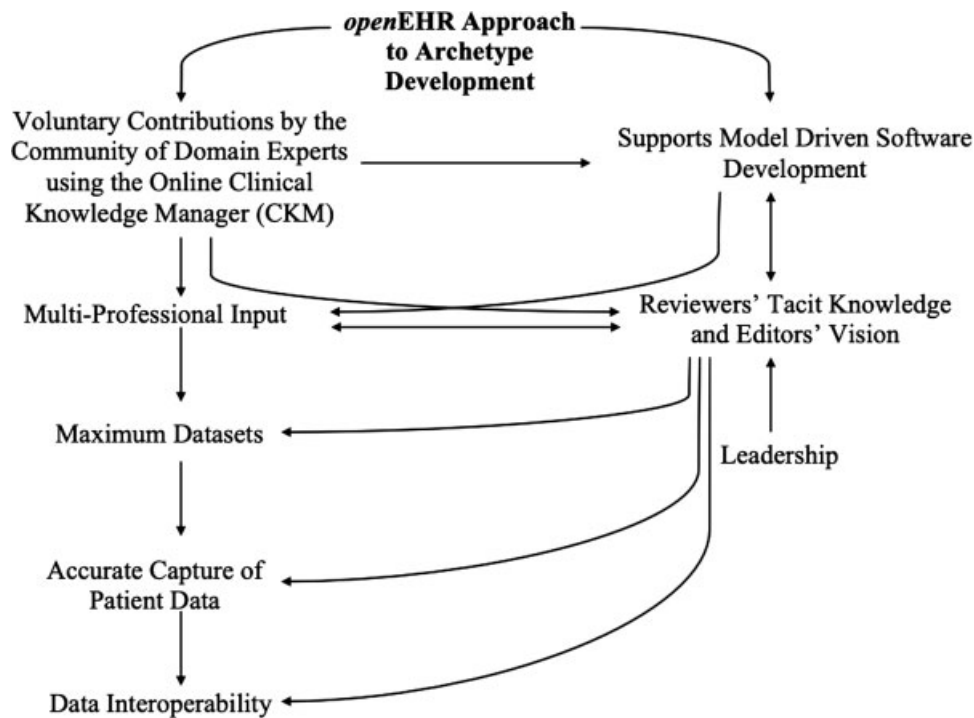 openEHR Approach
to Archetype
Development
Voluntary Contributions by the
Community of Domain Experts
using the Online Clinical
Knowledge Manager (CKM)
Supports Model Driven Software
Development
Multi-Professional Input
Reviewers' Tacit Knowledge
and Editors' Vision
Maximum Datasets
Leadership
Accurate Capture of
Patient Data
Data Interoperability